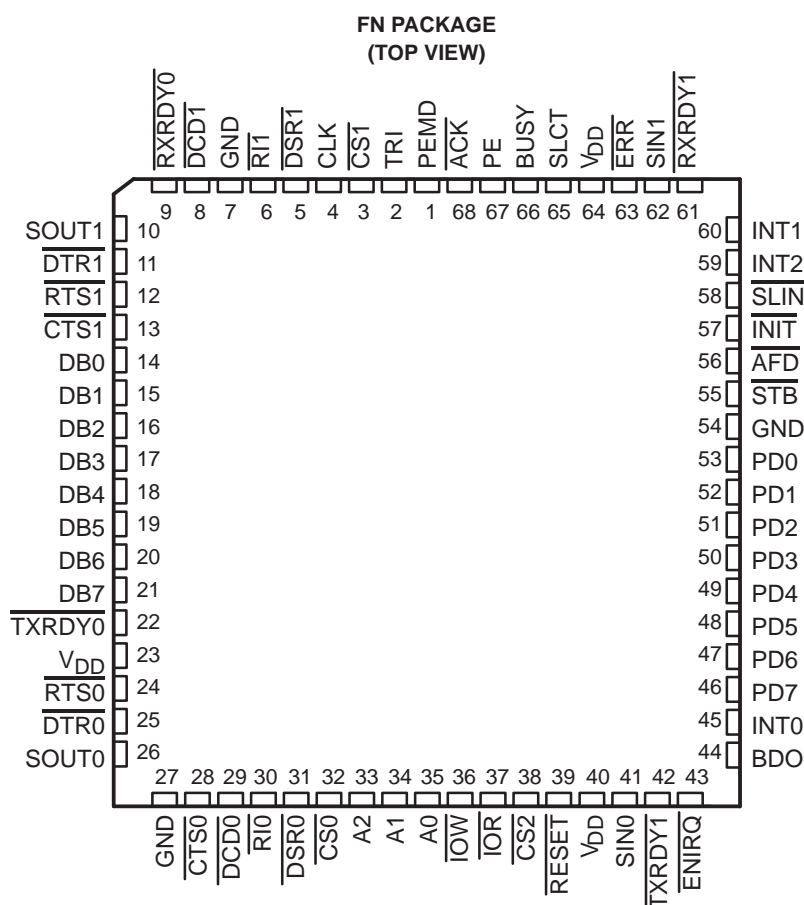 FN PACKAGE
(TOP VIEW)
RXRDY0
DCD1
GND
RI1
DSR1
CLK
CS1
TRI
PEMD
ACK
PE
BUSY
SLCT
VDD
ERR
SIN1
RXRDY1
9 8 7 6 5 4 3 2 1 68 67 66 65 64 63 62 61
SOUT1 10
DTR1 11
RTS1 12
CTS1 13
DB0 14
DB1 15
DB2 16
DB3 17
DB4 18
DB5 19
DB6 20
DB7 21
TXRDY0 22
VDD 23
RTS0 24
DTR0 25
SOUT0 26
60 INT1
59 INT2
58 SLIN
57 INIT
56 AFD
55 STB
54 GND
53 PD0
52 PD1
51 PD2
50 PD3
49 PD4
48 PD5
47 PD6
46 PD7
45 INT0
44 BDO
27 28 29 30 31 32 33 34 35 36 37 38 39 40 41 42 43
GND
CTS0
DCD0
RI0
DSR0
CS0
A2
A1
A0
IOW
IOR
CS2
RESET
VDD
SIN0
TXRDY1
ENIRQ